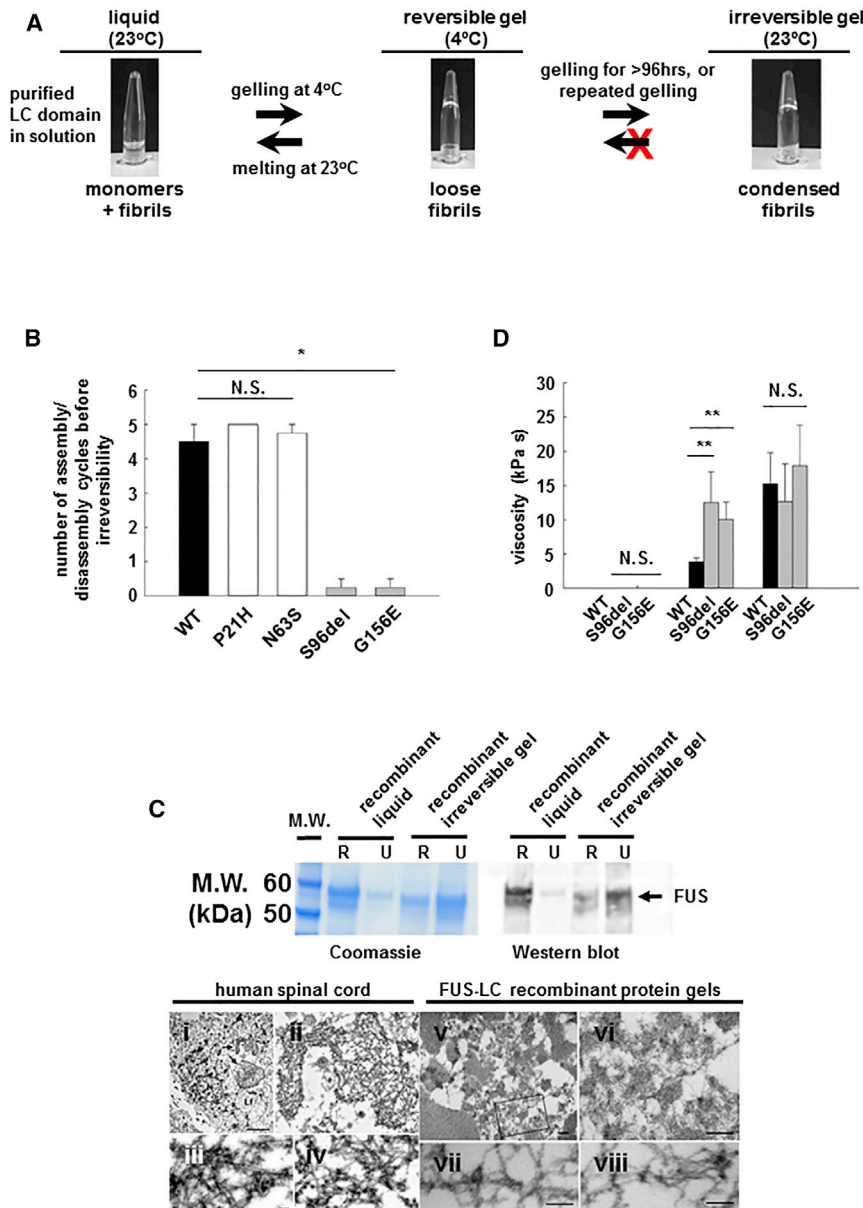 A
liquid
(23°C)
reversible gel
(4°C)
irreversible gel
(23°C)
purified
LC domain
in solution
gelling at 4°C
melting at 23°C
gelling for >96hrs, or
repeated gelling
X
monomers
+ fibrils
loose
fibrils
condensed
fibrils
B
number of assembly/
disassembly cycles before
irreversibility
6
5
4
3
2
1
0
*
N.S.
WT
P21H
N63S
S96del
G156E
D
viscosity (kPa s)
30
25
20
15
10
5
0
N.S.
**
**
N.S.
WT
S96del
G156E
WT
S96del
G156E
WT
S96del
G156E
C
M.W.
recombinant
liquid
recombinant
irreversible gel
recombinant
liquid
recombinant
irreversible gel
R U R U R U R U
M.W.
(kDa)
60
50
FUS
Coomassie
Western blot
human spinal cord
FUS-LC recombinant protein gels
i
ii
v
vi
iii
iv
vii
viii